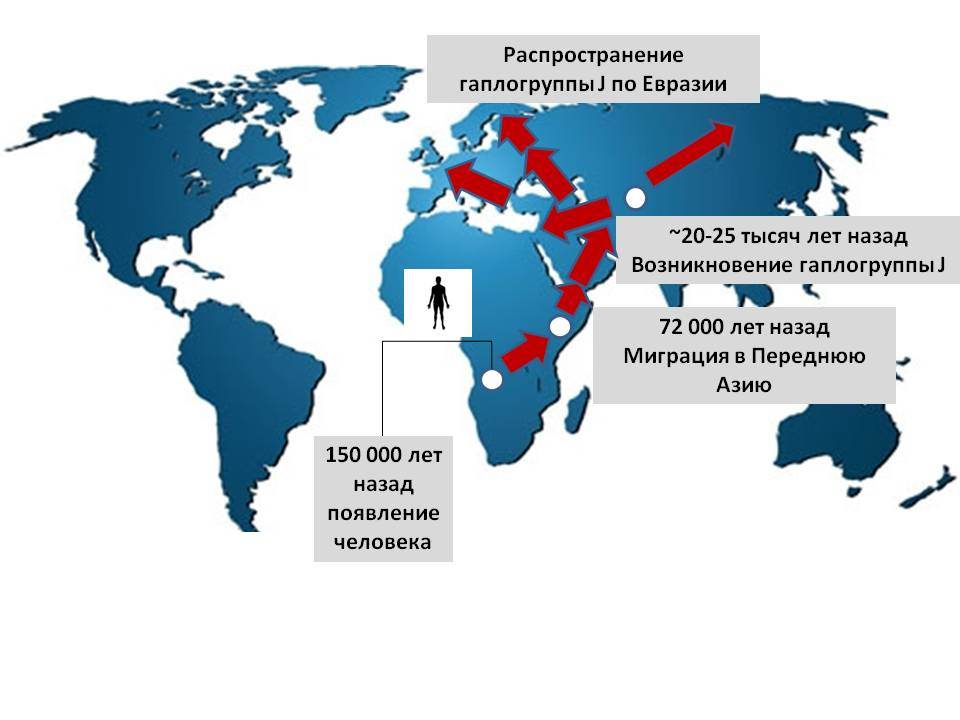 Распространение
гаплогруппы J по Евразии
~20-25 тысяч лет назад
Возникновение гаплогруппы J
72 000 лет назад
Миграция в Переднюю
Азию
150 000 лет
назад
появление
человека